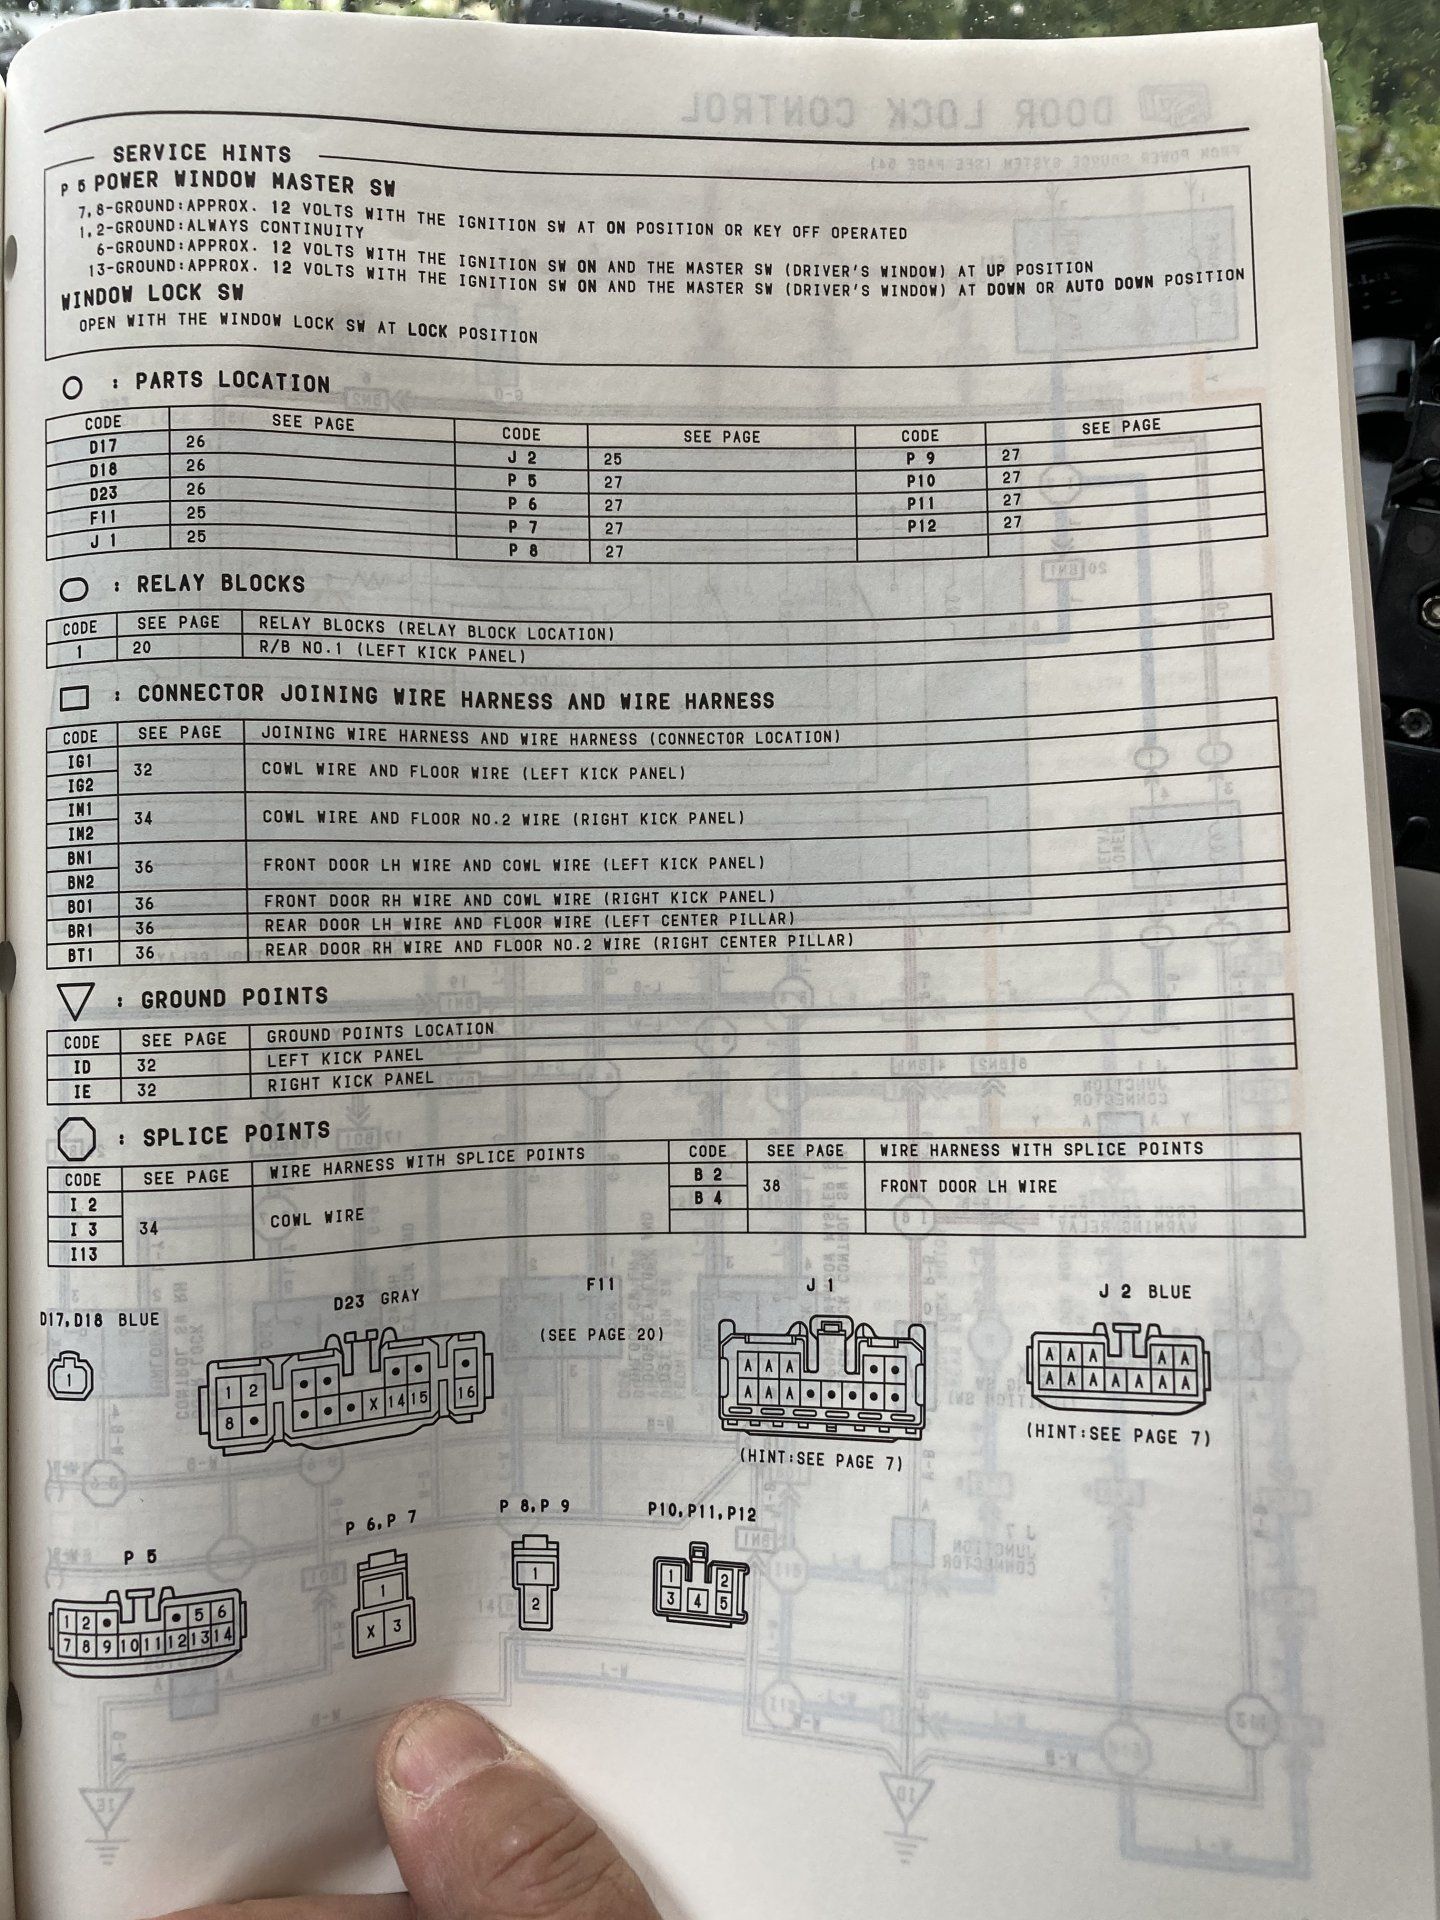 SERVICE HINTS
P 5 POWER WINDOW MASTER SW
7,8-GROUND:APPROX. 12 VOLTS WITH THE IGNITION SW AT ON POSITION OR KEY OFF OPERATED
1,2-GROUND:ALWAYS CONTINUITY
6-GROUND:APPROX. 12 VOLTS WITH THE IGNITION SW ON AND THE MASTER SW (DRIVER'S WINDOW) AT UP POSITION
13-GROUND:APPROX. 12 VOLTS WITH THE IGNITION SW ON AND THE MASTER SW (DRIVER'S WINDOW) AT DOWN OR AUTO DOWN POSITION
WINDOW LOCK SW
OPEN WITH THE WINDOW LOCK SW AT LOCK POSITION
: PARTS LOCATION
CODE SEE PAGE CODE SEE PAGE CODE SEE PAGE
D17 26 J 2 25 P 9 27
D18 26 P 5 27 P10 27
D23 26 P 6 27 P11 27
F11 25 P 7 27 P12 27
J 1 25 P 8 27
: RELAY BLOCKS
CODE SEE PAGE RELAY BLOCKS (RELAY BLOCK LOCATION)
1 20 R/B NO.1 (LEFT KICK PANEL)
: CONNECTOR JOINING WIRE HARNESS AND WIRE HARNESS
CODE SEE PAGE JOINING WIRE HARNESS AND WIRE HARNESS (CONNECTOR LOCATION)
IG1
IG2
32 COWL WIRE AND FLOOR WIRE (LEFT KICK PANEL)
IM1
IM2
34 COWL WIRE AND FLOOR NO.2 WIRE (RIGHT KICK PANEL)
BN1
BN2
36 FRONT DOOR LH WIRE AND COWL WIRE (LEFT KICK PANEL)
BO1 36 FRONT DOOR RH WIRE AND COWL WIRE (RIGHT KICK PANEL)
BR1 36 REAR DOOR LH WIRE AND FLOOR WIRE (LEFT CENTER PILLAR)
BT1 36 REAR DOOR RH WIRE AND FLOOR NO.2 WIRE (RIGHT CENTER PILLAR)
: GROUND POINTS
CODE SEE PAGE GROUND POINTS LOCATION
ID 32 LEFT KICK PANEL
IE 32 RIGHT KICK PANEL
: SPLICE POINTS
CODE SEE PAGE WIRE HARNESS WITH SPLICE POINTS CODE SEE PAGE WIRE HARNESS WITH SPLICE POINTS
I 2
I 3
I13
34 COWL WIRE
B 2
B 4
38 FRONT DOOR LH WIRE
D17,D18 BLUE
1
D23 GRAY
1 2
8 X 14 15 16
F11
(SEE PAGE 20)
J 1
A A A
A A A
(HINT:SEE PAGE 7)
J 2 BLUE
A A A A A
A A A A A A A
(HINT:SEE PAGE 7)
P 5
1 2 5 6
7 8 9 10 11 12 13 14
P 6,P 7
1
X 3
P 8,P 9
1
2
P10,P11,P12
1 2
3 4 5